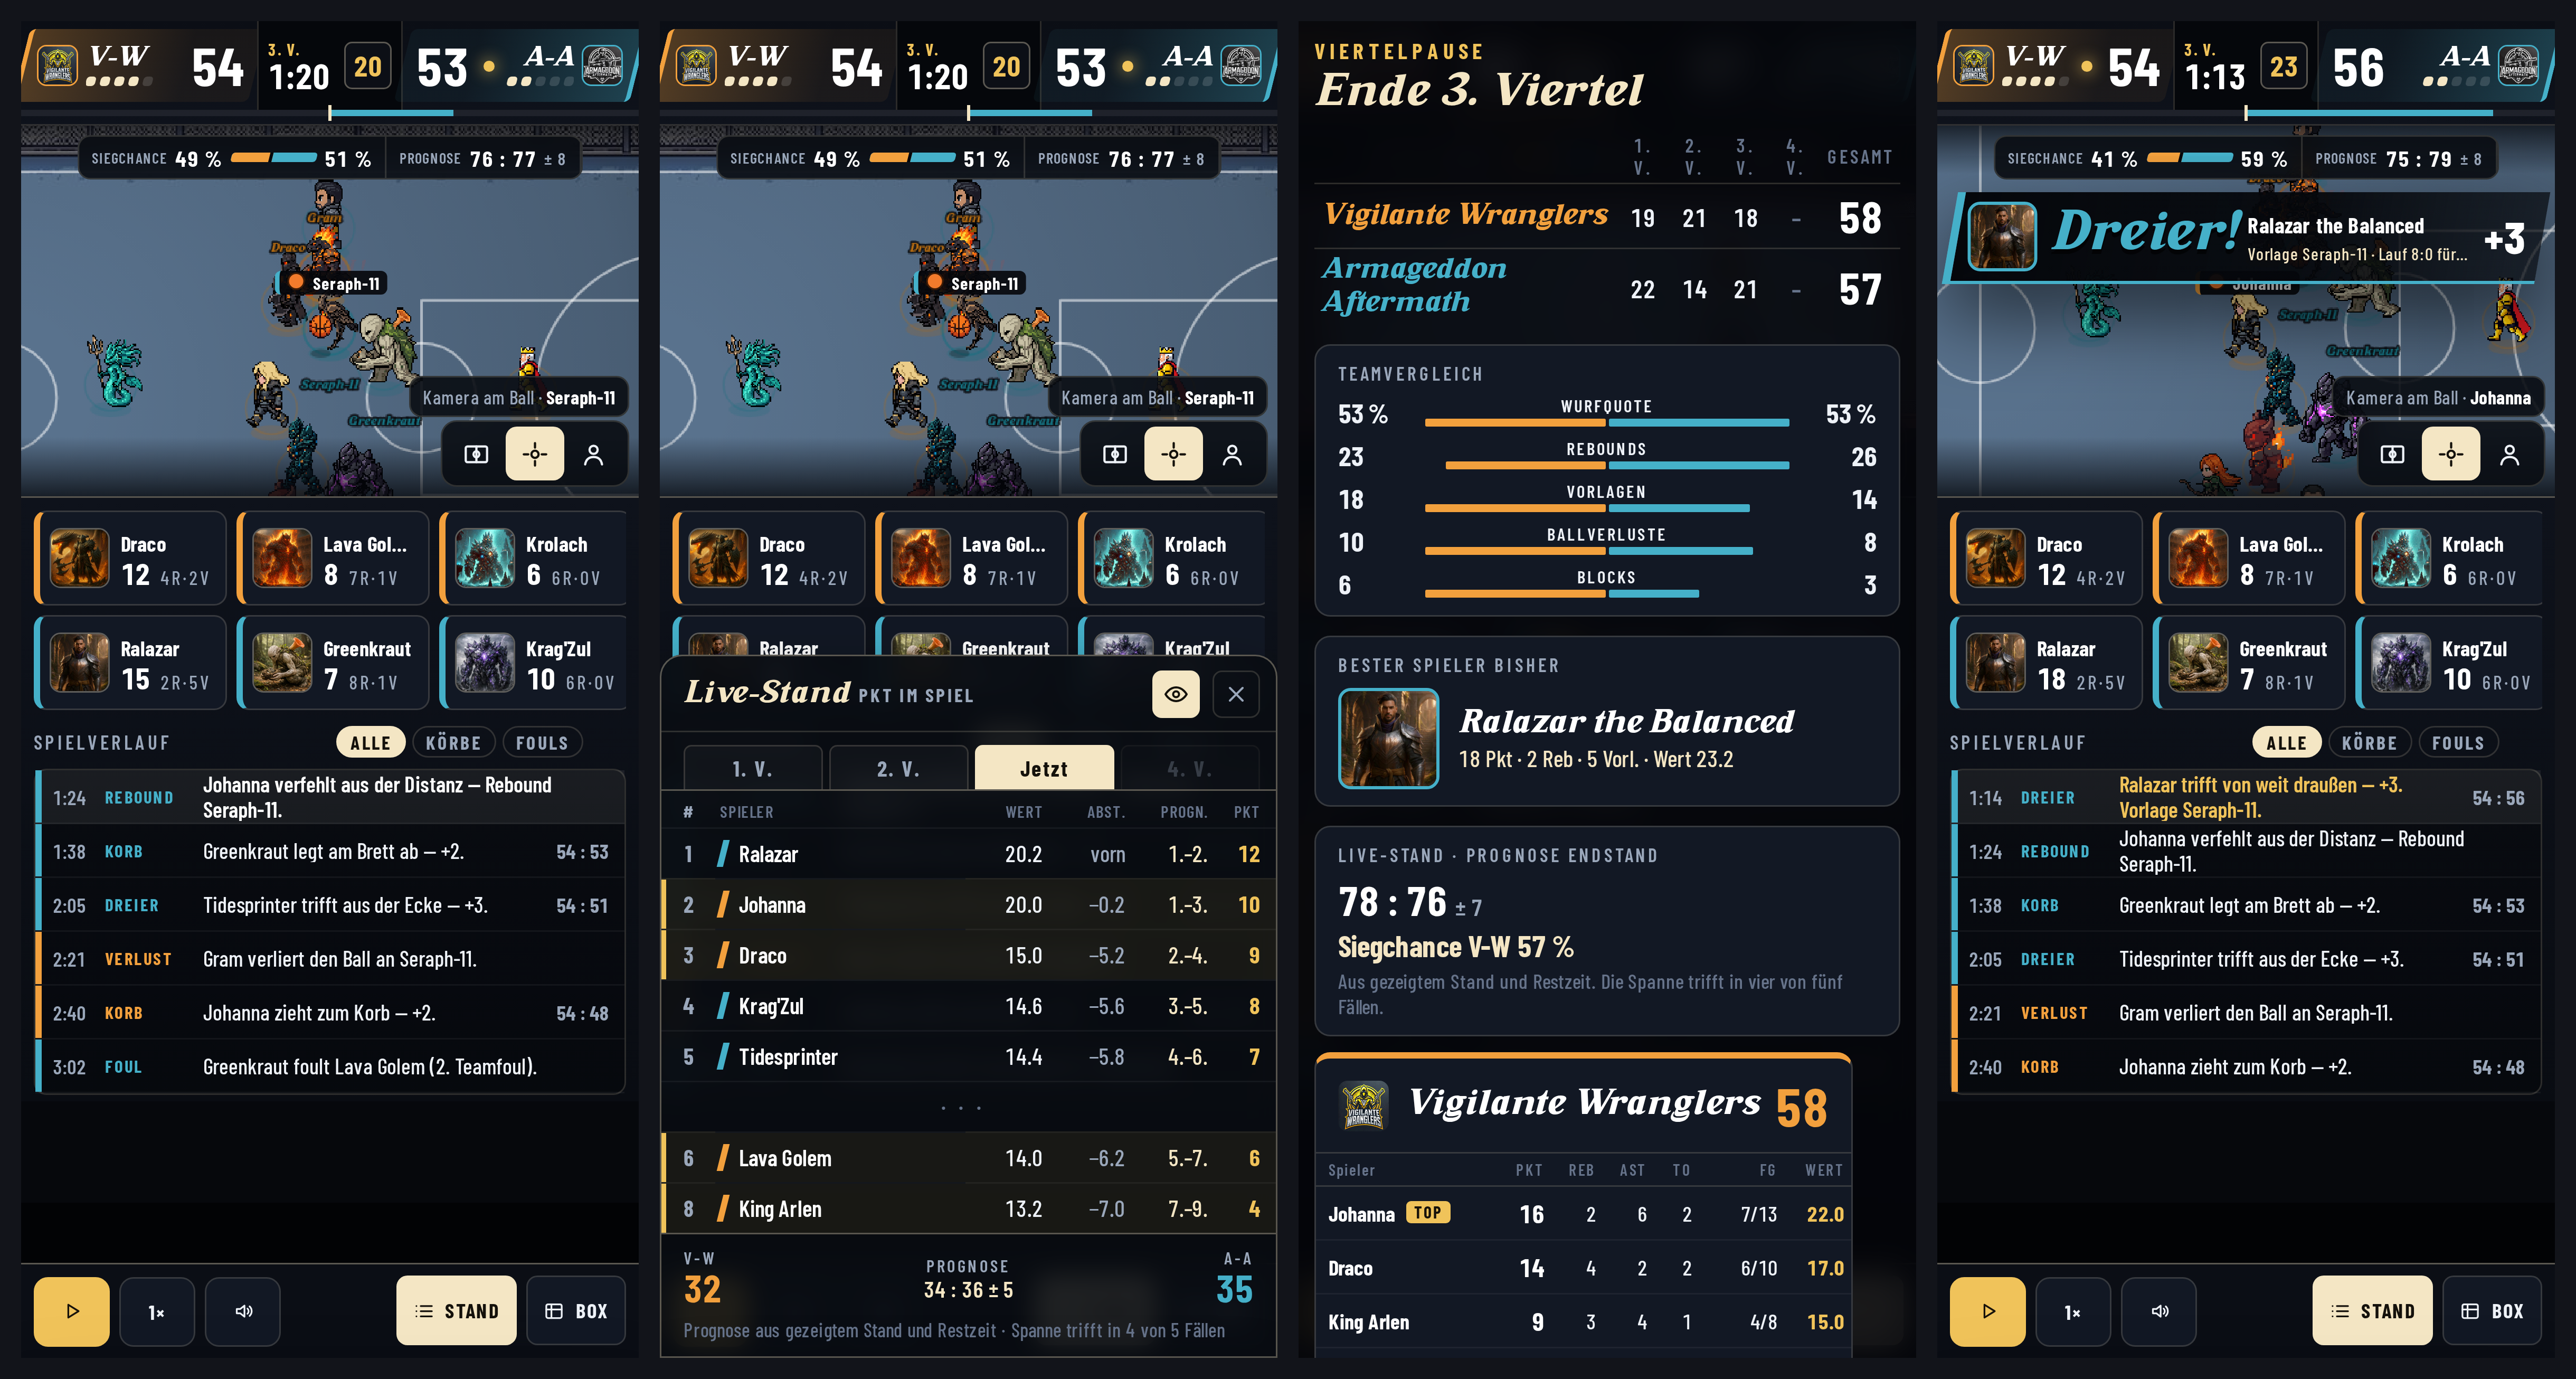 V-W
54
3. V.
1:20
20
53
A-A
SIEGCHANCE 49 % 51 % PROGNOSE 76 : 77 ± 8
Gram
Draco
Seraph-11
Seraph-11
Greenkraut
Kamera am Ball · Seraph-11
Draco
12 4R·2V
Lava Gol...
8 7R·1V
Krolach
6 6R·0V
Ralazar
15 2R·5V
Greenkraut
7 8R·1V
Krag'Zul
10 6R·0V
SPIELVERLAUF ALLE KÖRBE FOULS
1:24 REBOUND Johanna verfehlt aus der Distanz – Rebound
Seraph-11.
1:38 KORB Greenkraut legt am Brett ab – +2. 54 : 53
2:05 DREIER Tidesprinter trifft aus der Ecke – +3. 54 : 51
2:21 VERLUST Gram verliert den Ball an Seraph-11.
2:40 KORB Johanna zieht zum Korb – +2. 54 : 48
3:02 FOUL Greenkraut foult Lava Golem (2. Teamfoul).
1× STAND BOX
V-W
54
3. V.
1:20
20
53
A-A
SIEGCHANCE 49 % 51 % PROGNOSE 76 : 77 ± 8
Gram
Draco
Seraph-11
Seraph-11
Greenkraut
Kamera am Ball · Seraph-11
Draco
12 4R·2V
Lava Gol...
8 7R·1V
Krolach
6 6R·0V
Ralazar
Greenkraut
Krag'Zul
Live-Stand PKT IM SPIEL
1. V. 2. V. Jetzt 4. V.
# SPIELER WERT ABST. PROGN. PKT
1 Ralazar 20.2 vorn 1.–2. 12
2 Johanna 20.0 –0.2 1.–3. 10
3 Draco 15.0 –5.2 2.–4. 9
4 Krag'Zul 14.6 –5.6 3.–5. 8
5 Tidesprinter 14.4 –5.8 4.–6. 7
· · ·
6 Lava Golem 14.0 –6.2 5.–7. 6
8 King Arlen 13.2 –7.0 7.–9. 4
V-W PROGNOSE A-A
32 34 : 36 ± 5 35
Prognose aus gezeigtem Stand und Restzeit · Spanne trifft in 4 von 5 Fällen
VIERTELPAUSE
Ende 3. Viertel
1. V. 2. V. 3. V. 4. V. GESAMT
Vigilante Wranglers 19 21 18 - 58
Armageddon
Aftermath 22 14 21 - 57
TEAMVERGLEICH
53 % WURFQUOTE 53 %
23 REBOUNDS 26
18 VORLAGEN 14
10 BALLVERLUSTE 8
6 BLOCKS 3
BESTER SPIELER BISHER
Ralazar the Balanced
18 Pkt · 2 Reb · 5 Vorl. · Wert 23.2
LIVE-STAND · PROGNOSE ENDSTAND
78 : 76 ± 7
Siegchance V-W 57 %
Aus gezeigtem Stand und Restzeit. Die Spanne trifft in vier von fünf
Fällen.
Vigilante Wranglers 58
Spieler PKT REB AST TO FG WERT
Johanna TOP 16 2 6 2 7/13 22.0
Draco 14 4 2 2 6/10 17.0
King Arlen 9 3 4 1 4/8 15.0
V-W
54
3. V.
1:13
23
56
A-A
SIEGCHANCE 41 % 59 % PROGNOSE 75 : 79 ± 8
Dreier! Ralazar the Balanced +3
Vorlage Seraph-11 · Lauf 8:0 für...
Johanna
Seraph-11
Greenkraut
Kamera am Ball · Johanna
Draco
12 4R·2V
Lava Gol...
8 7R·1V
Krolach
6 6R·0V
Ralazar
18 2R·5V
Greenkraut
7 8R·1V
Krag'Zul
10 6R·0V
SPIELVERLAUF ALLE KÖRBE FOULS
1:14 DREIER Ralazar trifft von weit draußen – +3.
Vorlage Seraph-11. 54 : 56
1:24 REBOUND Johanna verfehlt aus der Distanz – Rebound
Seraph-11.
1:38 KORB Greenkraut legt am Brett ab – +2. 54 : 53
2:05 DREIER Tidesprinter trifft aus der Ecke – +3. 54 : 51
2:21 VERLUST Gram verliert den Ball an Seraph-11.
2:40 KORB Johanna zieht zum Korb – +2. 54 : 48
1× STAND BOX